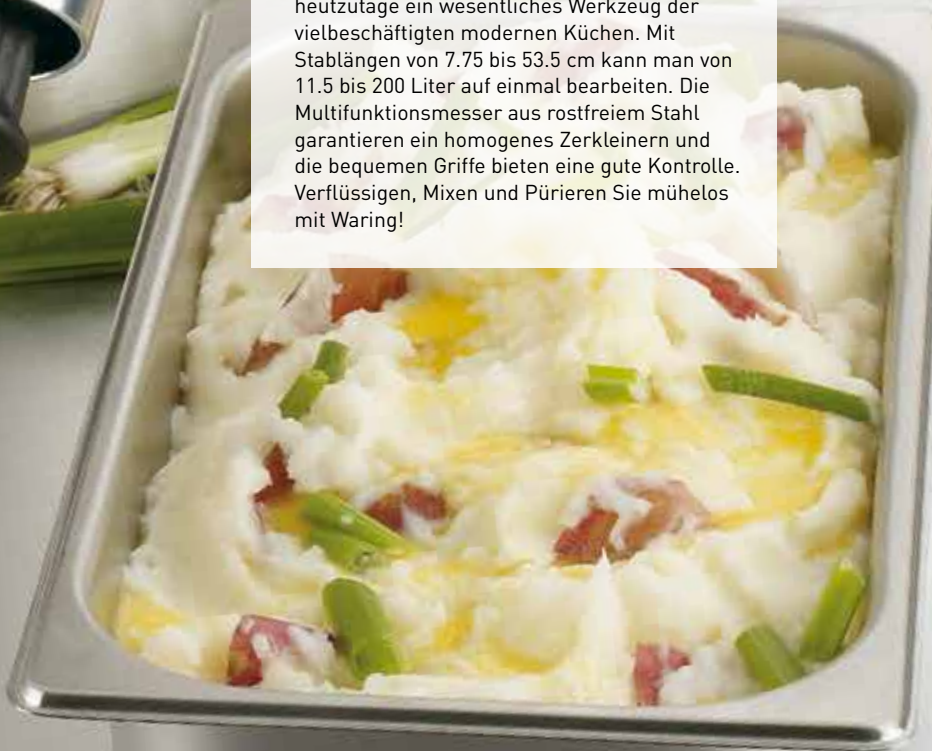 heutzutage ein wesentliches Werkzeug der
vielbeschäftigten modernen Küchen. Mit
Stablängen von 7.75 bis 53.5 cm kann man von
11.5 bis 200 Liter auf einmal bearbeiten. Die
Multifunktionsmesser aus rostfreiem Stahl
garantieren ein homogenes Zerkleinern und
die bequemen Griffe bieten eine gute Kontrolle.
Verflüssigen, Mixen und Pürieren Sie mühelos
mit Waring!